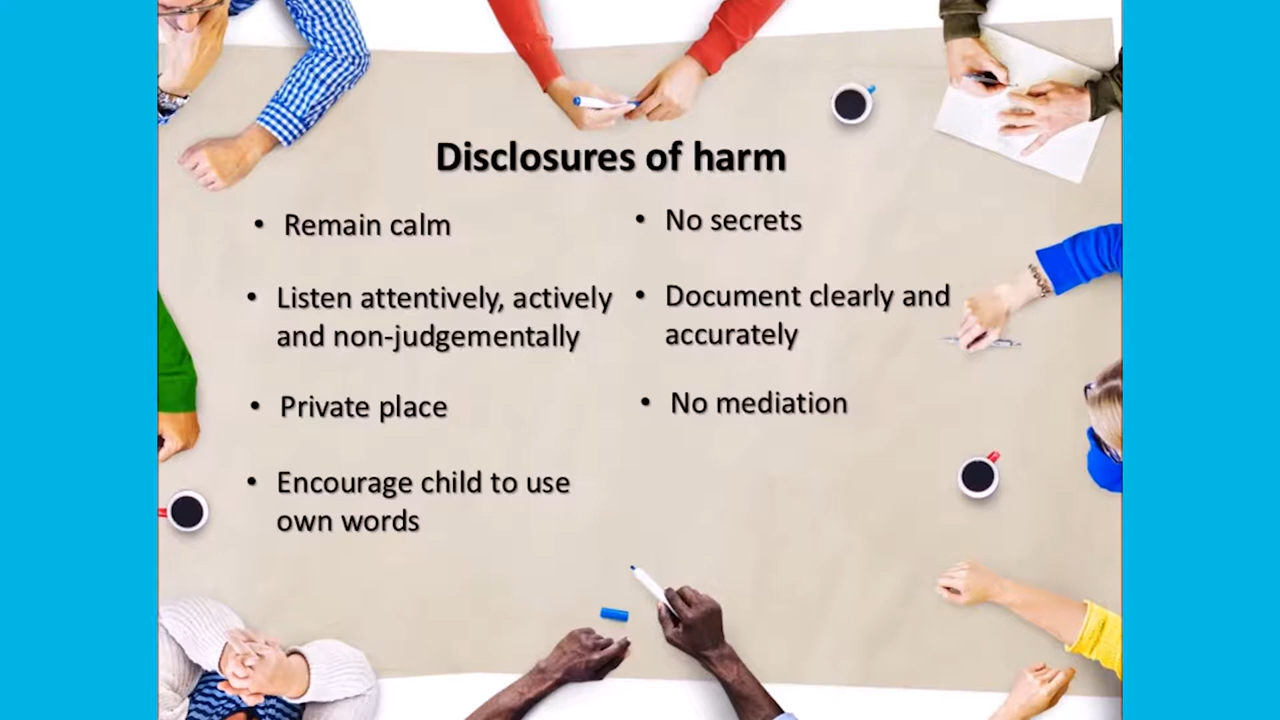 Disclosures of harm
• Remain calm
• Listen attentively, actively
and non-judgementally
• Private place
• Encourage child to use
own words
• No secrets
• Document clearly and
accurately
• No mediation